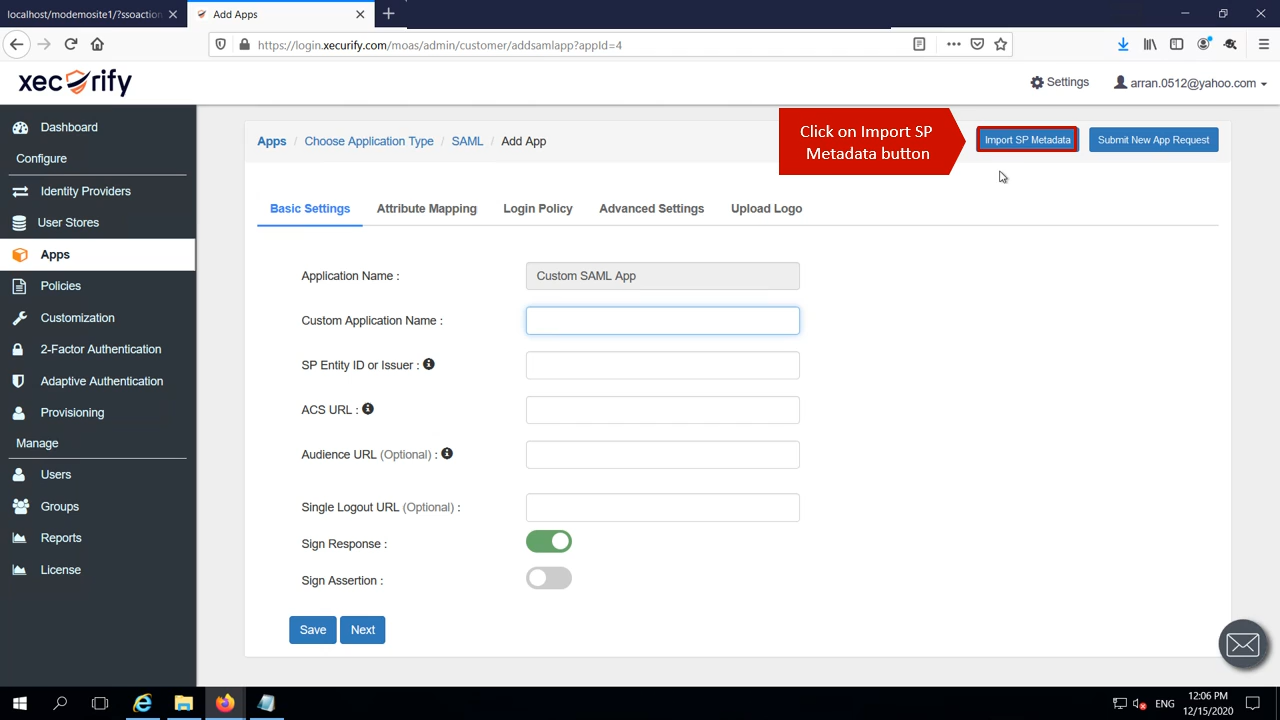 localhost/modemosite1/?ssoaction
Add Apps
https://login.xecurify.com/moas/admin/customer/addsamlapp?appId=4
xecurify
Settings
arran.0512@yahoo.com
Dashboard
Configure
Identity Providers
User Stores
Apps
Policies
Customization
2-Factor Authentication
Adaptive Authentication
Provisioning
Manage
Users
Groups
Reports
License
Apps / Choose Application Type / SAML / Add App
Click on Import SP
Metadata button
Import SP Metadata
Submit New App Request
Basic Settings
Attribute Mapping
Login Policy
Advanced Settings
Upload Logo
Application Name :
Custom SAML App
Custom Application Name :
SP Entity ID or Issuer :
ACS URL :
Audience URL (Optional) :
Single Logout URL (Optional) :
Sign Response :
Sign Assertion :
Save
Next
ENG
12:06 PM
12/15/2020